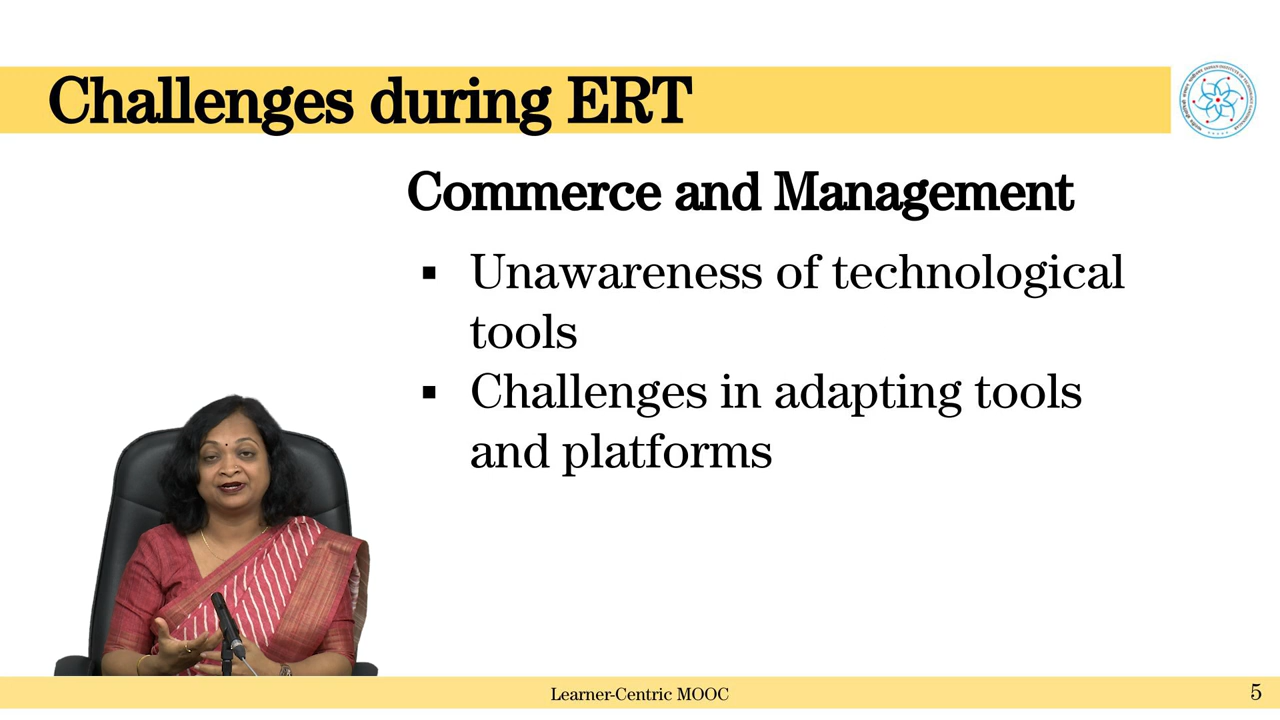 Challenges during ERT
Commerce and Management
▪ Unawareness of technological
tools
▪ Challenges in adapting tools
and platforms
Learner-Centric MOOC
5